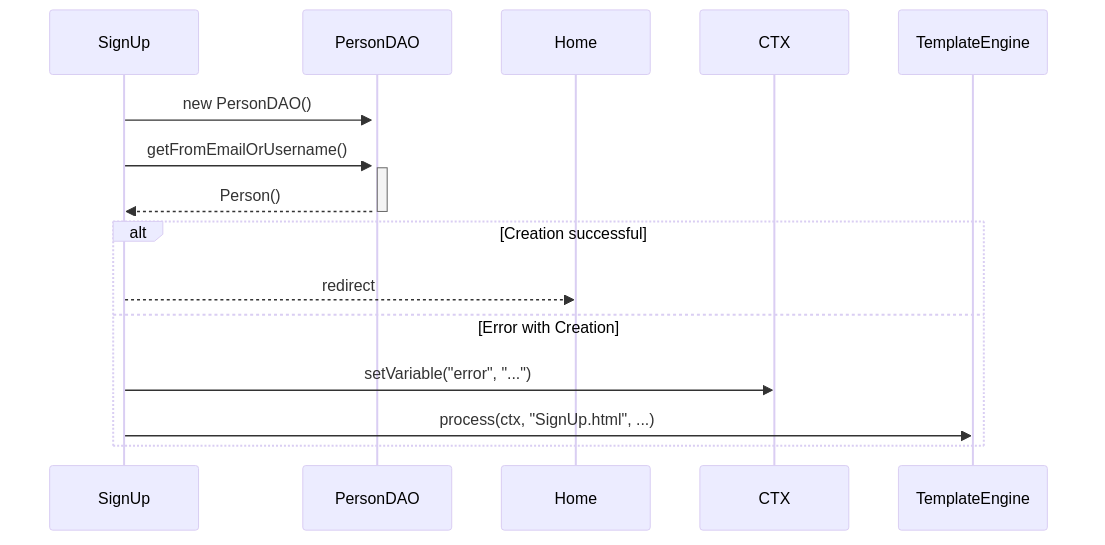 SignUp
PersonDAO
Home
CTX
TemplateEngine
new PersonDAO()
getFromEmailOrUsername()
Person()
alt
[Creation successful]
redirect
[Error with Creation]
setVariable("error", "...")
process(ctx, "SignUp.html", ...)
SignUp
PersonDAO
Home
CTX
TemplateEngine